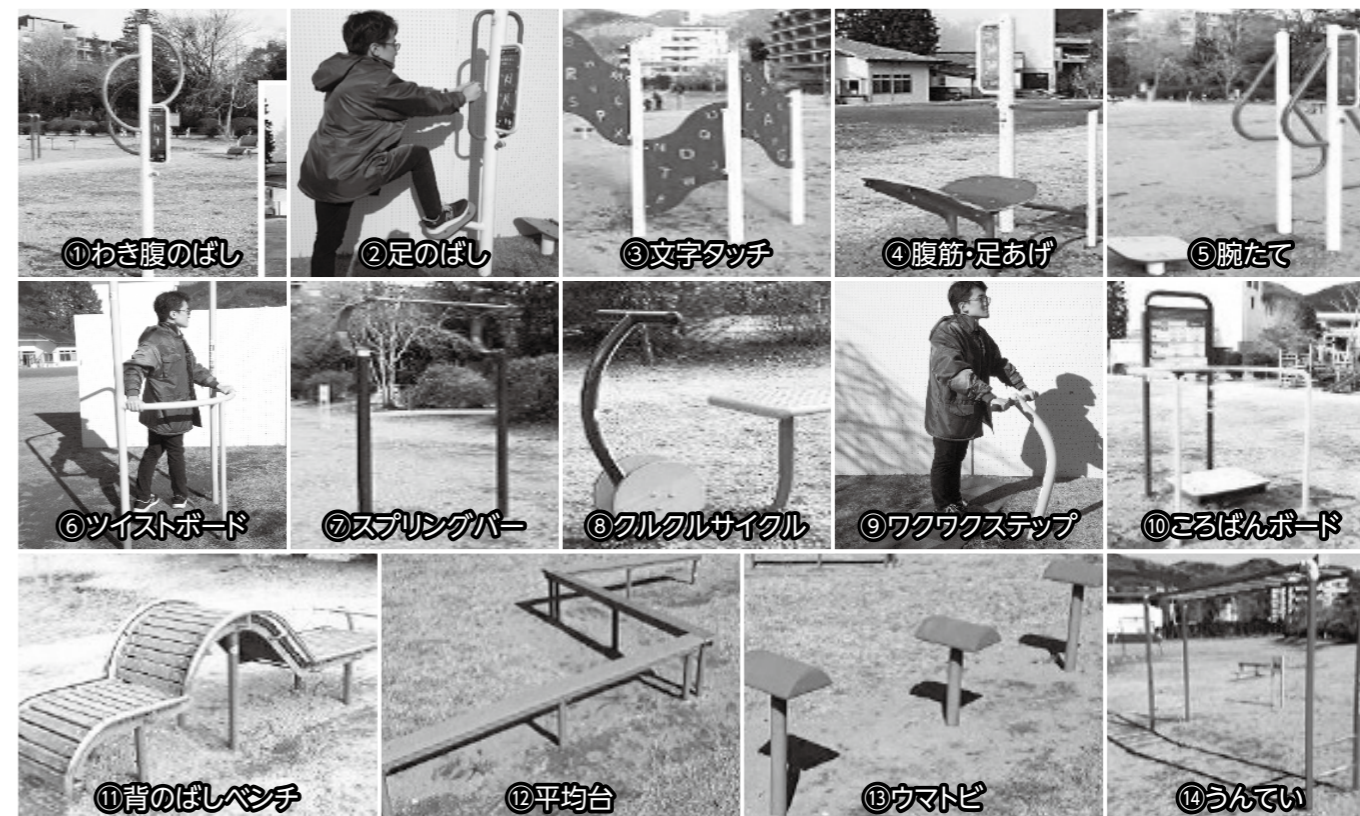 ①わき腹のばし
②足のばし
③文字タッチ
④腹筋・足あげ
⑤腕たて
⑥ツイストボード
⑦スプリングバー
⑧クルクルサイクル
⑨ワクワクステップ
⑩ころばんボード
⑪背のばしベンチ
⑫平均台
⑬ウマトビ
⑭うんてい